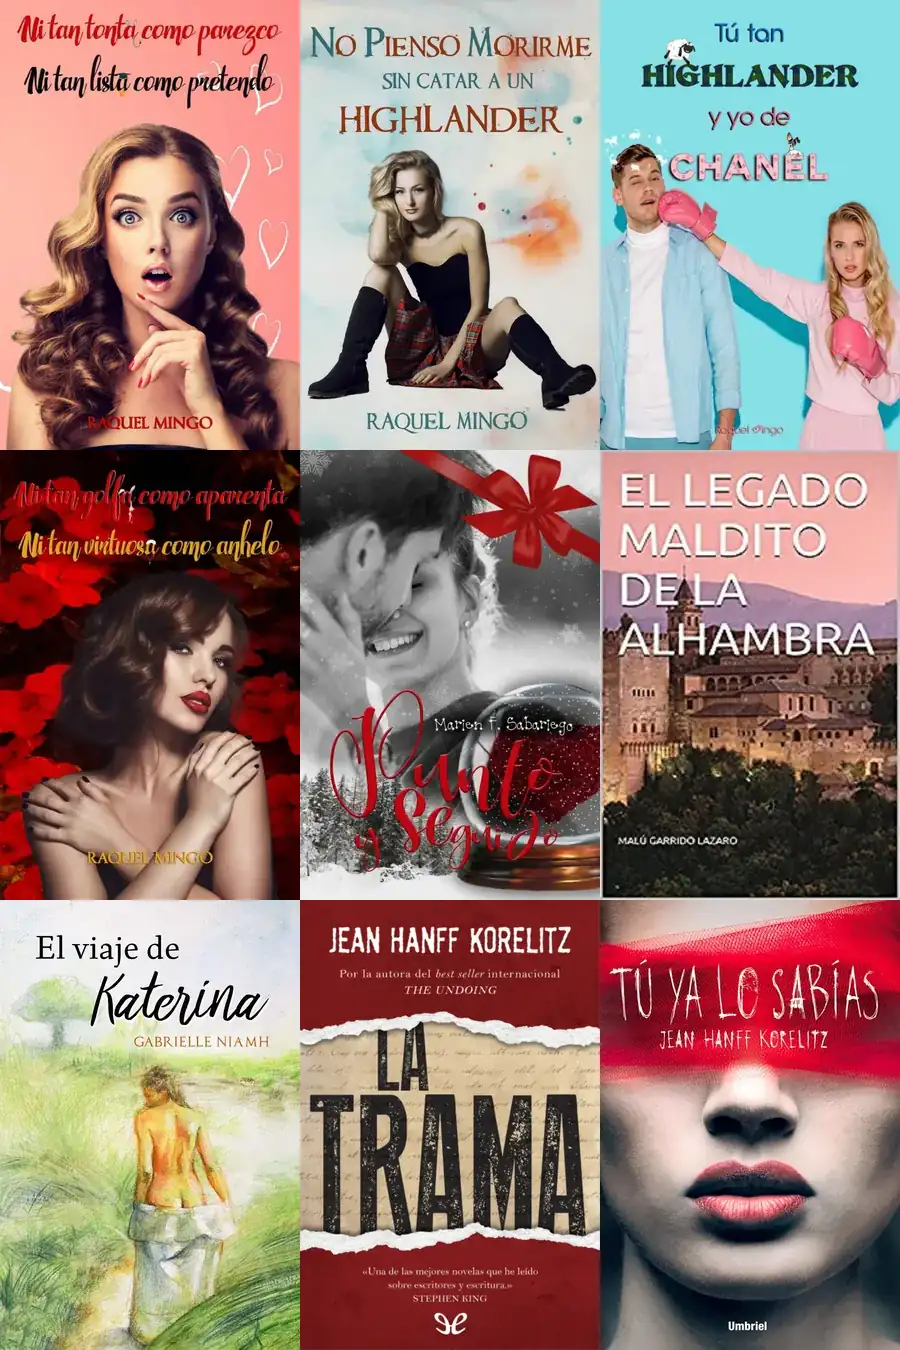 Ni tan tonta como parezco
Ni tan lista como pretendo
RAQUEL MINGO
NO PIENSO MORIRME
SIN CATAR A UN
HIGHLANDER
RAQUEL MINGO
Tú tan
HIGHLANDER
y yo de
CHANEL
Raquel Mingo
Ni tan golfa como aparenta
Ni tan virtuosa como anhelo
RAQUEL MINGO
Marien F. Sabariego
Punto
y seguido
EL LEGADO
MALDITO
DE LA
ALHAMBRA
MALÚ GARRIDO LAZARO
El viaje de
Katerina
GABRIELLE NIAMH
JEAN HANFF KORELITZ
Por la autora del best seller internacional
THE UNDOING
LA
TRAMA
«Una de las mejores novelas que he leído
sobre escritores y escritura.»
STEPHEN KING
TÚ YA LO SABÍAS
JEAN HANFF KORELITZ
Umbriel